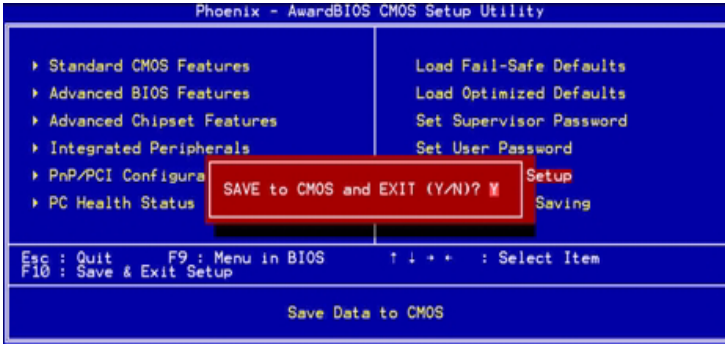 Phoenix - AwardBIOS CMOS Setup Utility
Standard CMOS Features
Advanced BIOS Features
Advanced Chipset Features
Integrated Peripherals
PnP/PCI Configura
PC Health Status
Load Fail-Safe Defaults
Load Optimized Defaults
Set Supervisor Password
Set User Password
Setup
Saving
SAVE to CMOS and EXIT (Y/N)? Y
Esc : Quit F9 : Menu in BIOS ↑ ↓ → ← : Select Item
F10 : Save & Exit Setup
Save Data to CMOS